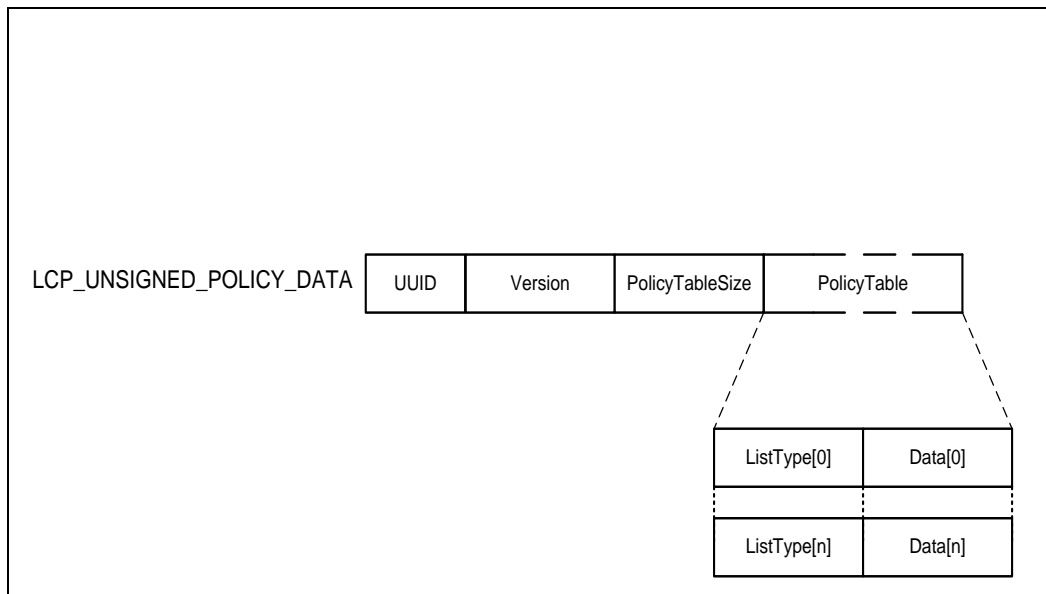 LCP_UNSIGNED_POLICY_DATA UUID Version PolicyTableSize PolicyTable
ListType[0] Data[0]
ListType[n] Data[n]